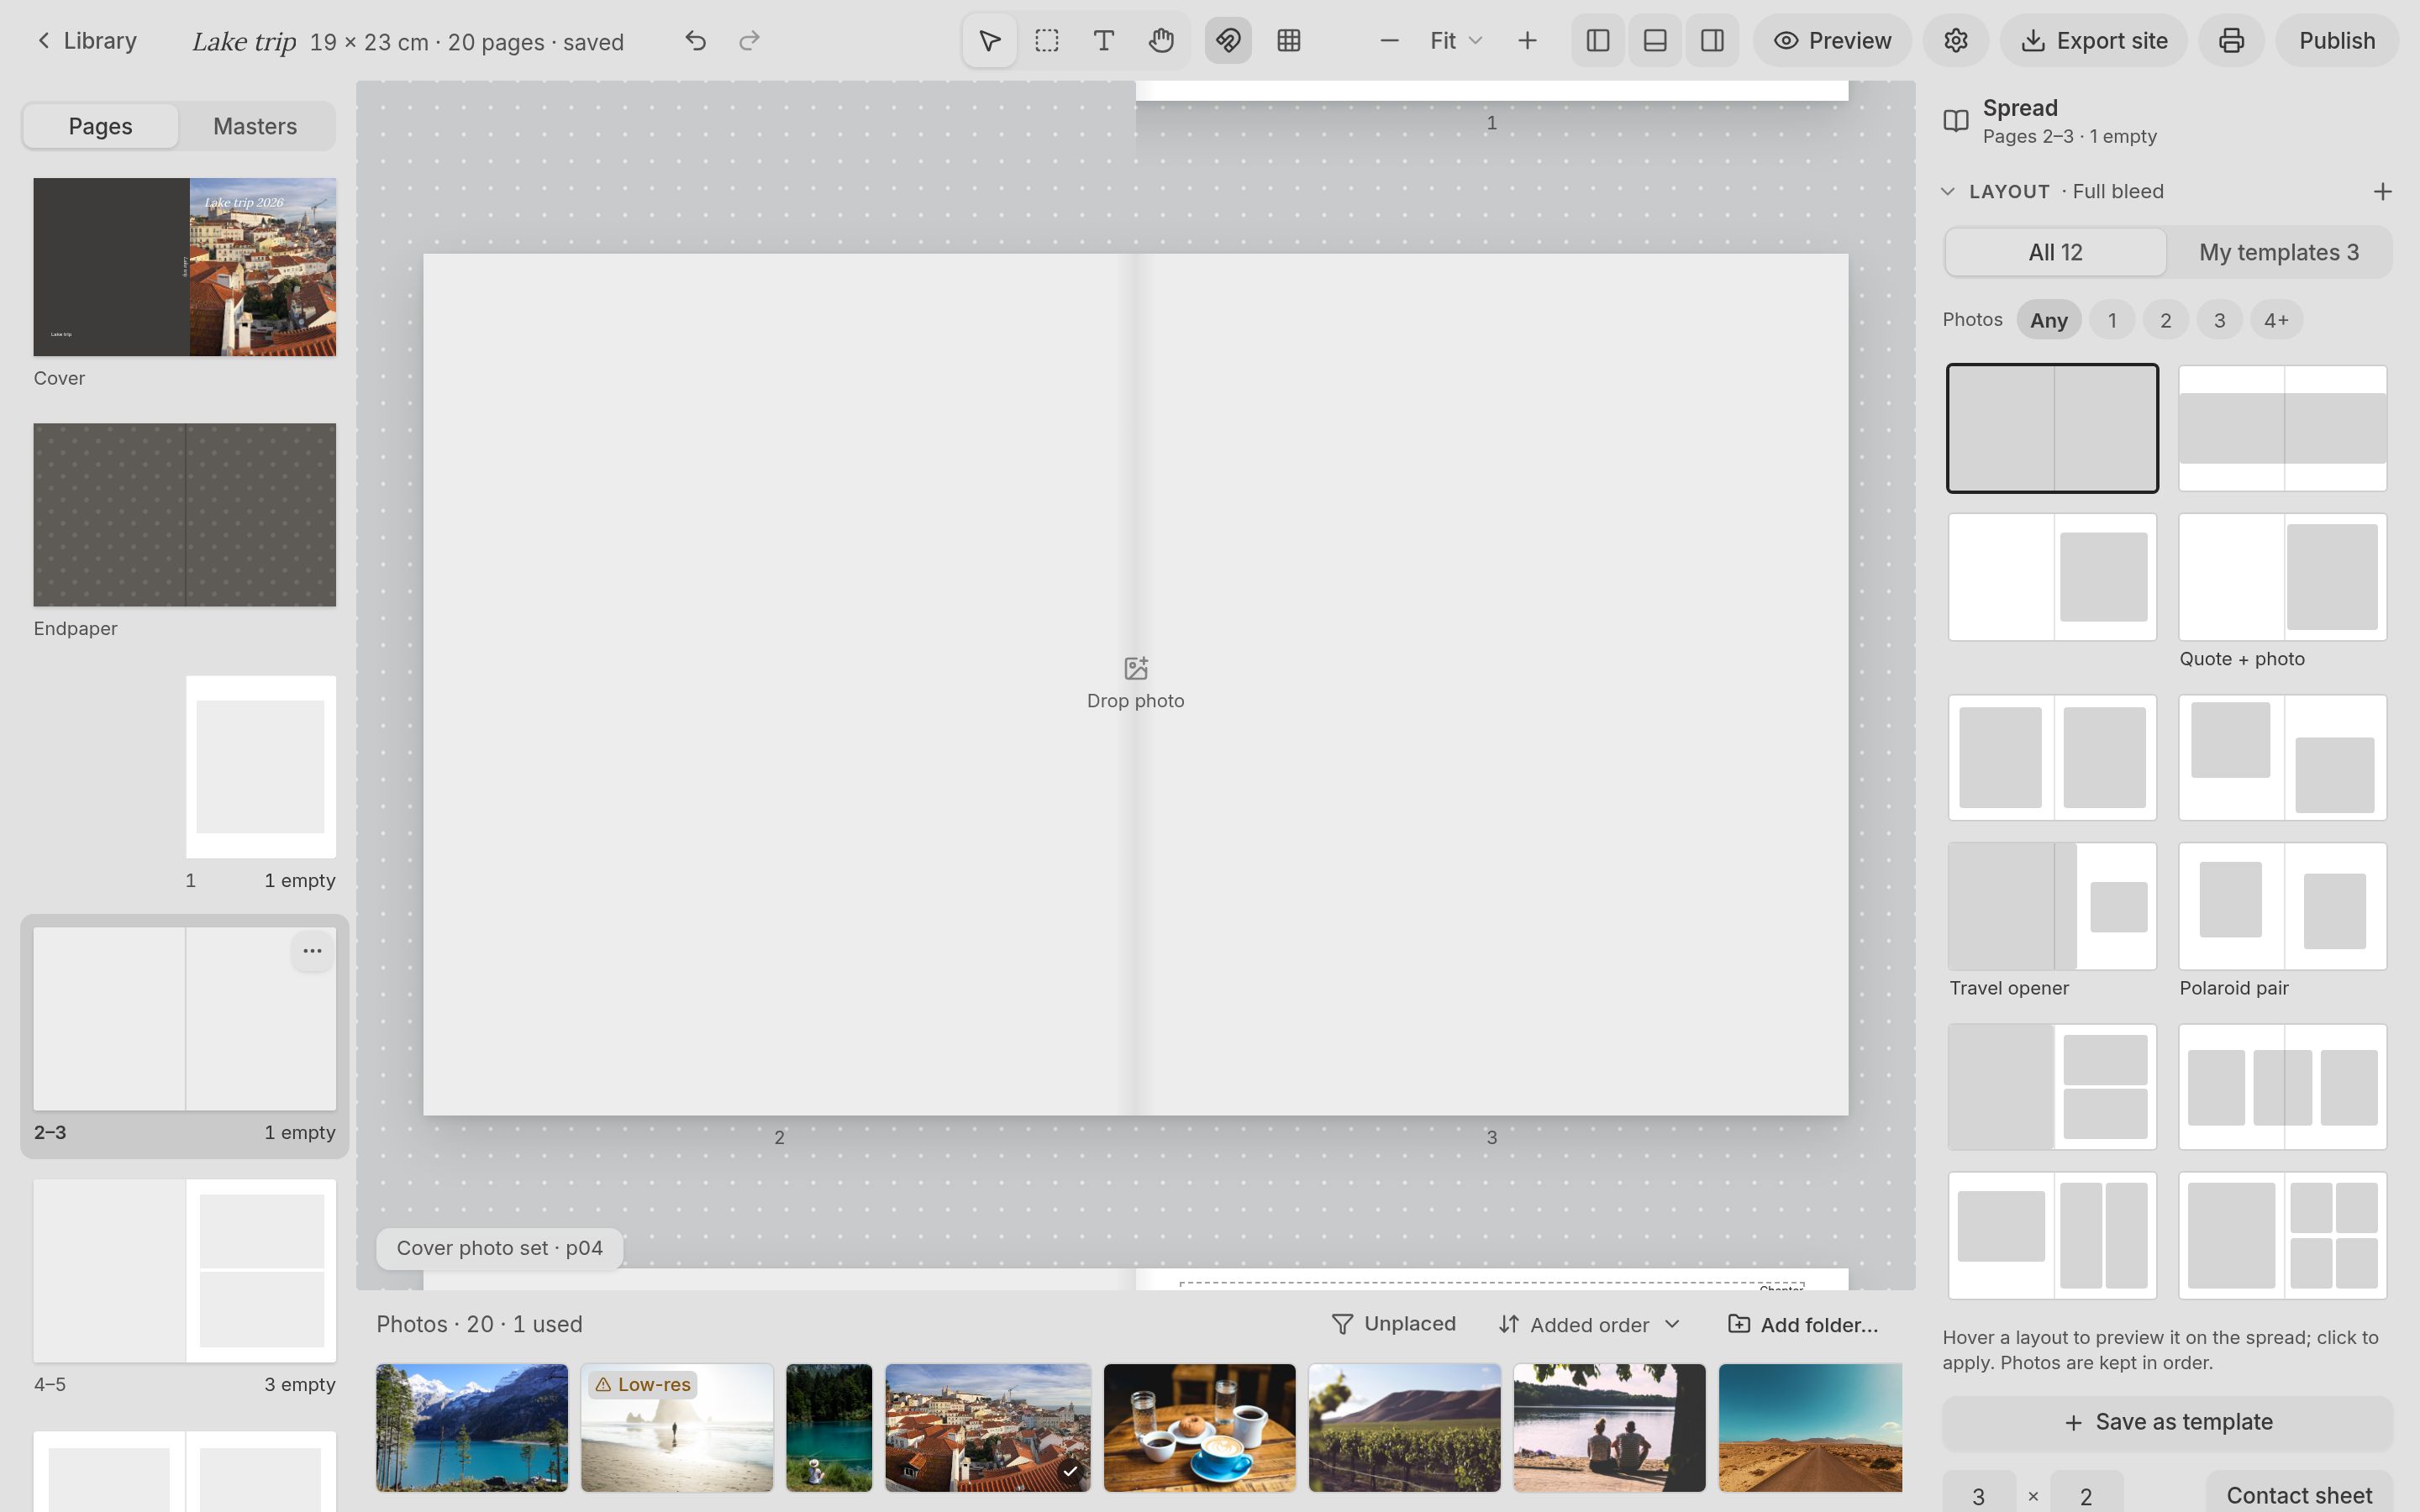 Library
Lake trip 19 × 23 cm · 20 pages · saved
Fit
Preview
Export site
Publish
Pages
Masters
Lake trip 2026
Lake trip
Cover
Endpaper
1
1 empty
2–3
1 empty
4–5
3 empty
1
Drop photo
2
3
Cover photo set · p04
Chapter
Photos · 20 · 1 used
Unplaced
Added order
Add folder...
Low-res
Spread
Pages 2–3 · 1 empty
LAYOUT · Full bleed
All 12
My templates 3
Photos
Any
1
2
3
4+
Quote + photo
Travel opener
Polaroid pair
Hover a layout to preview it on the spread; click to
apply. Photos are kept in order.
Save as template
3 × 2
Contact sheet